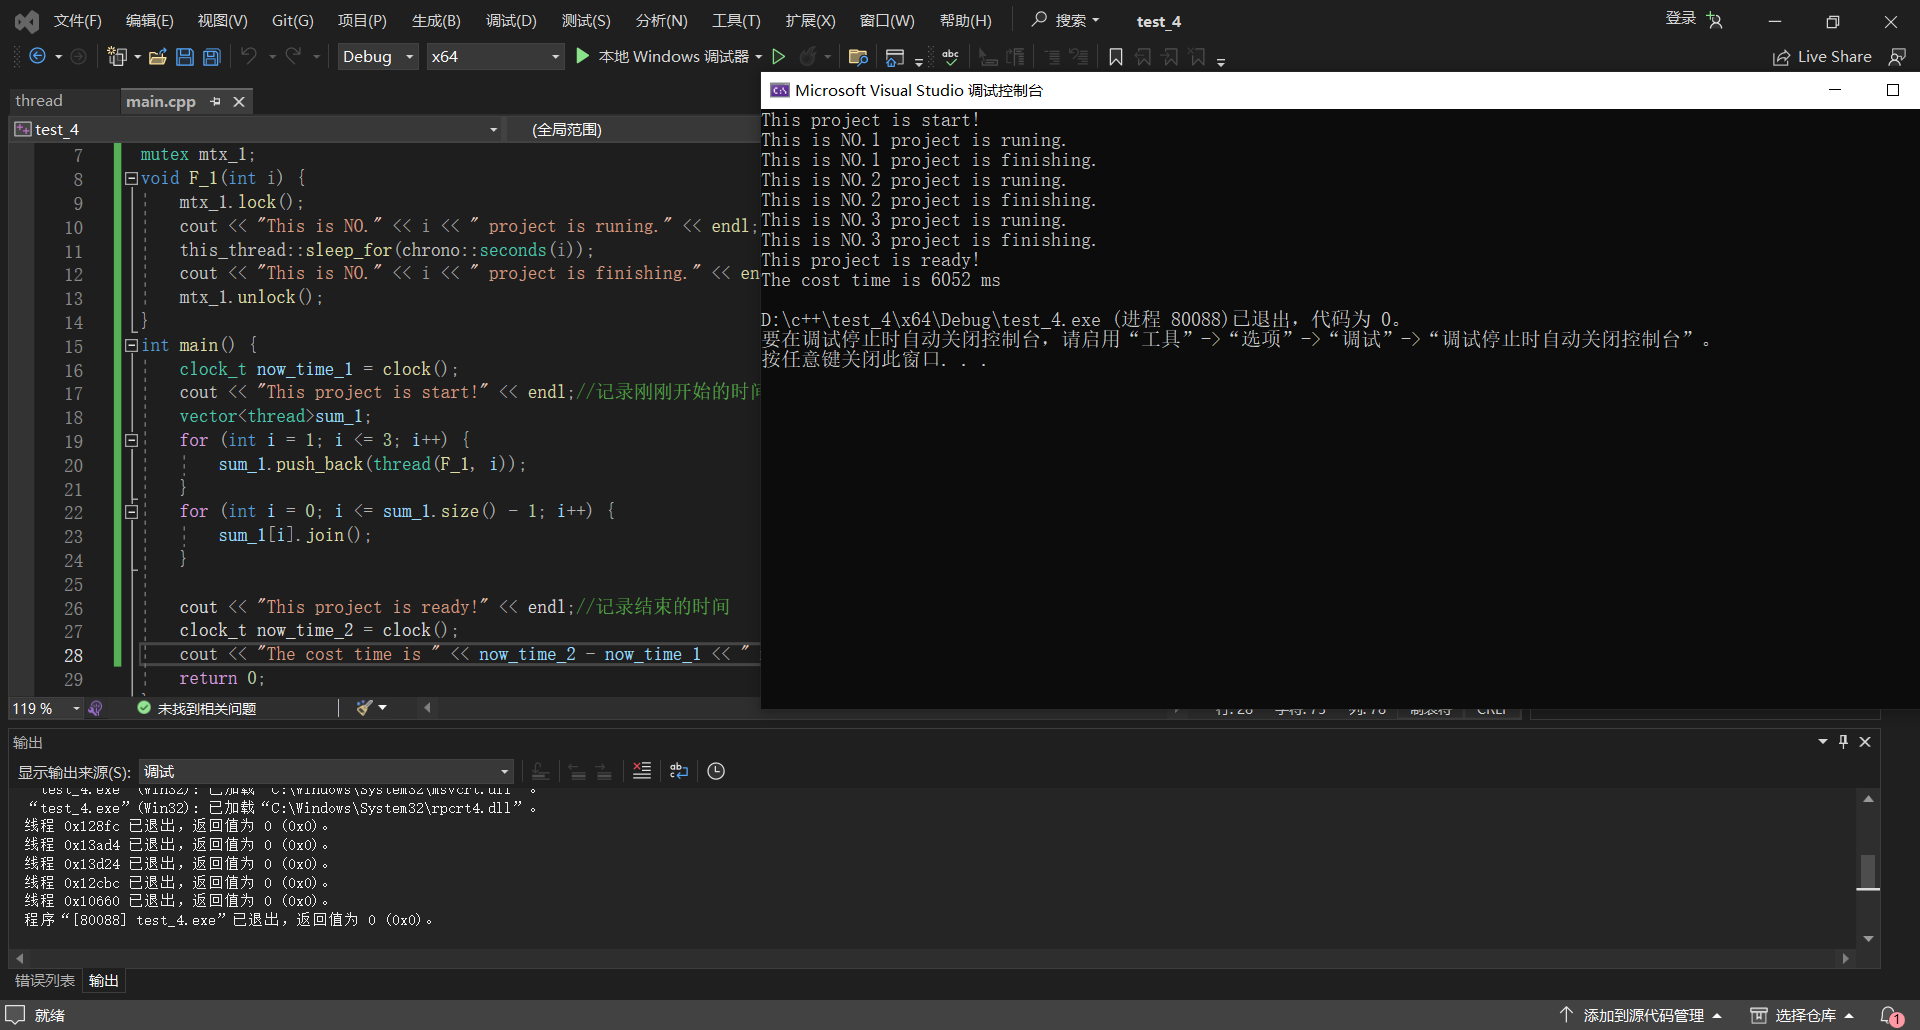 文件(F) 编辑(E) 视图(V) Git(G) 项目(P) 生成(B) 调试(D) 测试(S) 分析(N) 工具(T) 扩展(X) 窗口(W) 帮助(H) 搜索 test_4 登录
Debug x64 本地 Windows 调试器 Live Share
thread main.cpp
test_4 (全局范围)
7 mutex mtx_1;
8 void F_1(int i) {
9 mtx_1.lock();
10 cout << "This is NO." << i << " project is runing." << endl;
11 this_thread::sleep_for(chrono::seconds(i));
12 cout << "This is NO." << i << " project is finishing." << en
13 mtx_1.unlock();
14 }
15 int main() {
16 clock_t now_time_1 = clock();
17 cout << "This project is start!" << endl;//记录刚刚开始的时间
18 vector<thread>sum_1;
19 for (int i = 1; i <= 3; i++) {
20 sum_1.push_back(thread(F_1, i));
21 }
22 for (int i = 0; i <= sum_1.size() - 1; i++) {
23 sum_1[i].join();
24 }
25
26 cout << "This project is ready!" << endl;//记录结束的时间
27 clock_t now_time_2 = clock();
28 cout << "The cost time is " << now_time_2 - now_time_1 << "
29 return 0;
119 % 未找到相关问题
Microsoft Visual Studio 调试控制台
This project is start!
This is NO.1 project is runing.
This is NO.1 project is finishing.
This is NO.2 project is runing.
This is NO.2 project is finishing.
This is NO.3 project is runing.
This is NO.3 project is finishing.
This project is ready!
The cost time is 6052 ms
D:\c++\test_4\x64\Debug\test_4.exe (进程 80088)已退出，代码为 0。
要在调试停止时自动关闭控制台，请启用“工具”->“选项”->“调试”->“调试停止时自动关闭控制台”。
按任意键关闭此窗口. . .
输出
显示输出来源(S): 调试
“test_4.exe”(Win32): 已加载“C:\Windows\System32\msvcrt.dll”。
“test_4.exe”(Win32): 已加载“C:\Windows\System32\rpcrt4.dll”。
线程 0x128fc 已退出，返回值为 0 (0x0)。
线程 0x13ad4 已退出，返回值为 0 (0x0)。
线程 0x13d24 已退出，返回值为 0 (0x0)。
线程 0x12cbc 已退出，返回值为 0 (0x0)。
线程 0x10660 已退出，返回值为 0 (0x0)。
程序“[80088] test_4.exe”已退出，返回值为 0 (0x0)。
错误列表 输出
就绪 添加到源代码管理 选择仓库 1